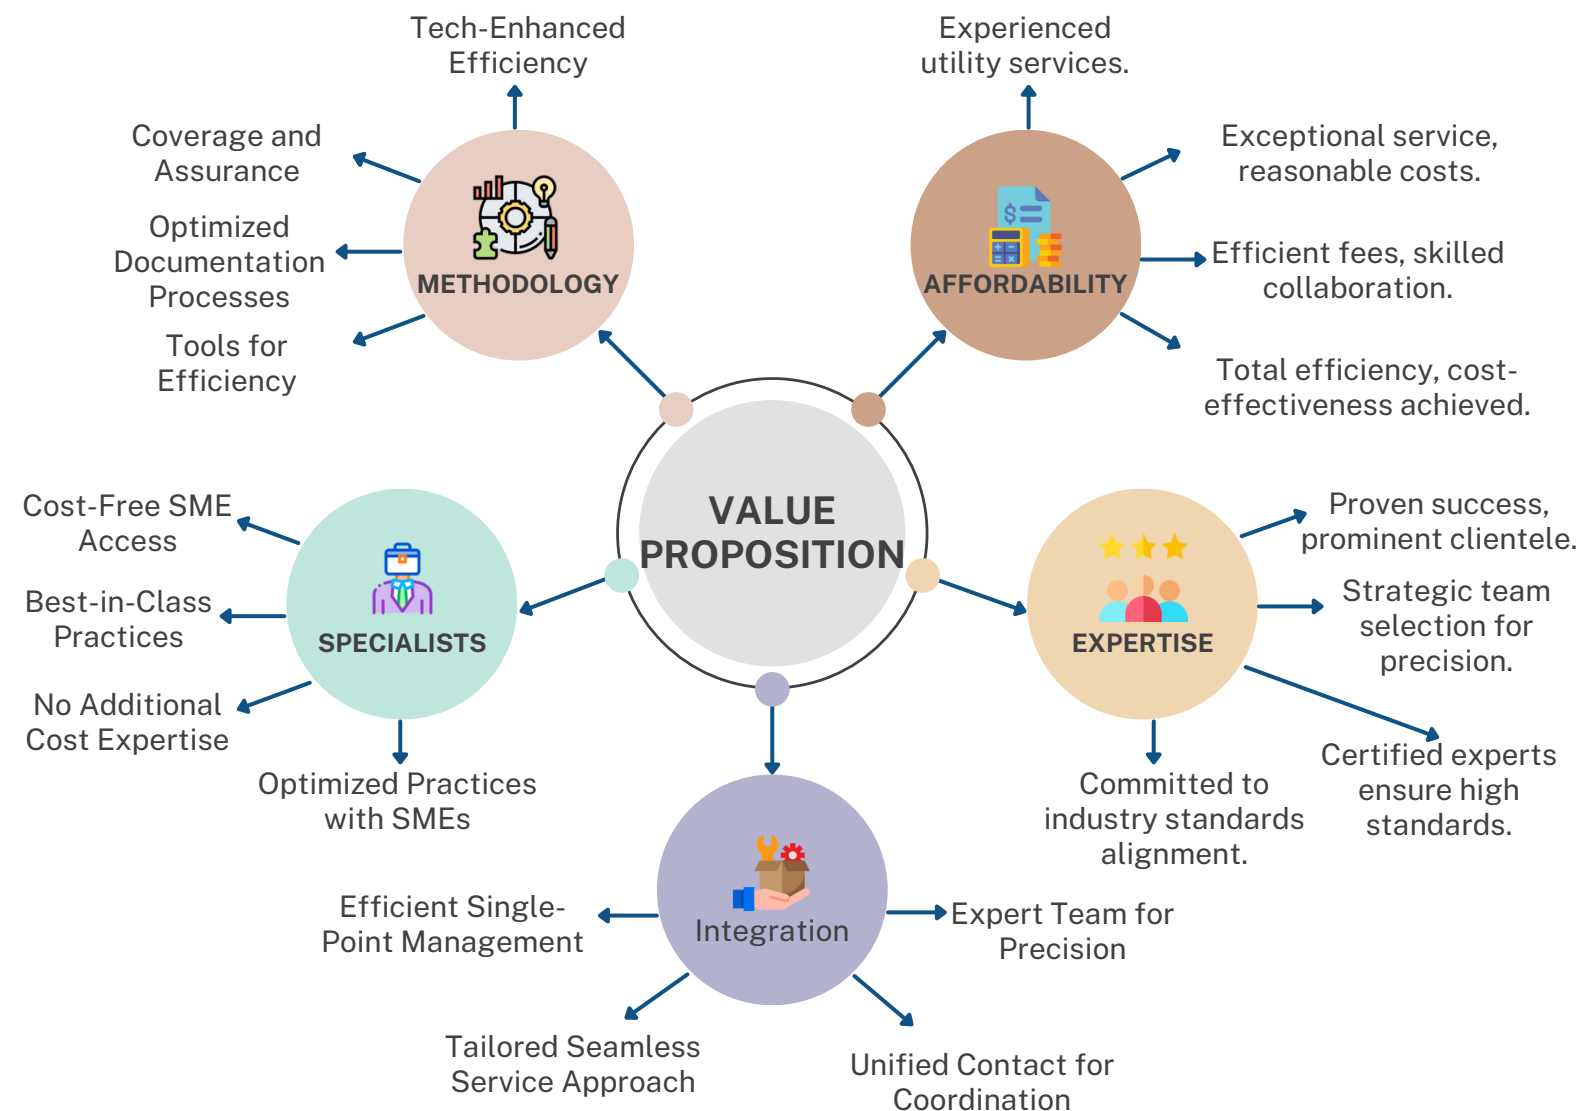 Tech-Enhanced
Efficiency
Coverage and
Assurance
Optimized
Documentation
Processes
Tools for
Efficiency
METHODOLOGY
Experienced
utility services.
Exceptional service,
reasonable costs.
Efficient fees, skilled
collaboration.
Total efficiency, cost-
effectiveness achieved.
$
AFFORDABILITY
VALUE
PROPOSITION
Cost-Free SME
Access
Best-in-Class
Practices
No Additional
Cost Expertise
Optimized Practices
with SMEs
SPECIALISTS
Proven success,
prominent clientele.
Strategic team
selection for
precision.
Certified experts
ensure high
standards.
Committed to
industry standards
alignment.
EXPERTISE
Integration
Efficient Single-
Point Management
Tailored Seamless
Service Approach
Expert Team for
Precision
Unified Contact for
Coordination